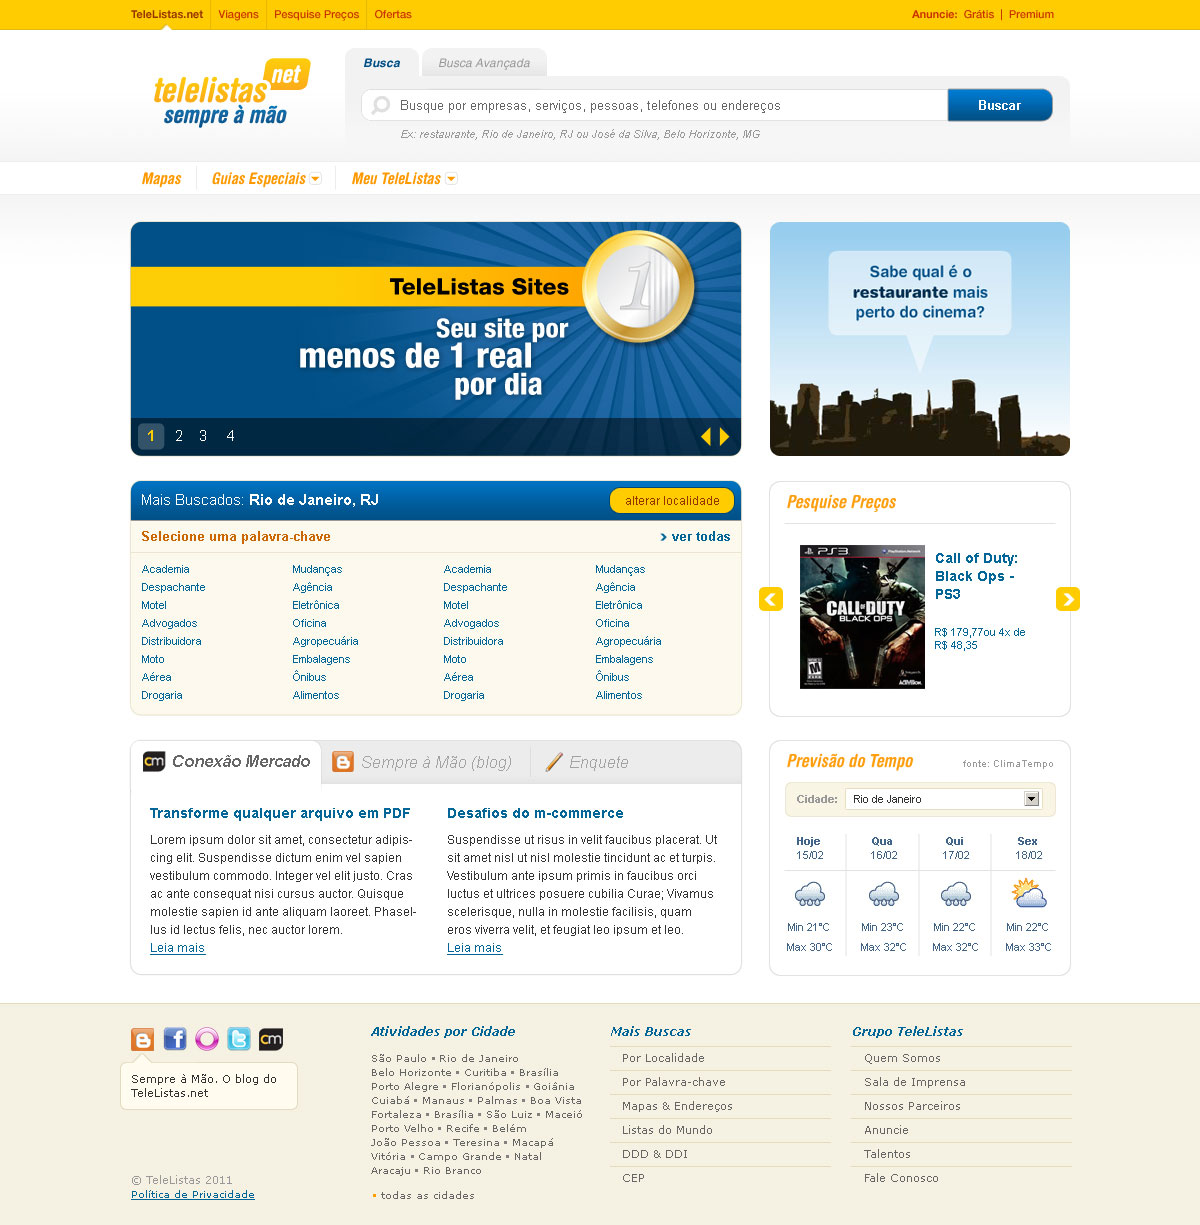 TeleListas.net Viagens Pesquise Preços Ofertas Anuncie: Grátis | Premium
telelistas net
sempre à mão
Busca Busca Avançada
Busque por empresas, serviços, pessoas, telefones ou endereços Buscar
Ex: restaurante, Rio de Janeiro, RJ ou José da Silva, Belo Horizonte, MG
Mapas Guias Especiais Meu TeleListas
TeleListas Sites
1
Seu site por
menos de 1 real
por dia
1 2 3 4
Sabe qual é o
restaurante mais
perto do cinema?
Mais Buscados: Rio de Janeiro, RJ alterar localidade
Selecione uma palavra-chave › ver todas
Academia Mudanças Academia Mudanças
Despachante Agência Despachante Agência
Motel Eletrônica Motel Eletrônica
Advogados Oficina Advogados Oficina
Distribuidora Agropecuária Distribuidora Agropecuária
Moto Embalagens Moto Embalagens
Aérea Ônibus Aérea Ônibus
Drogaria Alimentos Drogaria Alimentos
Pesquise Preços
PS3
CALL OF DUTY
BLACK OPS
M
ACTIVISION
Call of Duty:
Black Ops -
PS3
R$ 179,77ou 4x de
R$ 48,35
cm Conexão Mercado Sempre à Mão (blog) Enquete
Transforme qualquer arquivo em PDF
Lorem ipsum dolor sit amet, consectetur adipis-
cing elit. Suspendisse dictum enim vel sapien
vestibulum commodo. Integer vel elit justo. Cras
ac ante consequat nisi cursus auctor. Quisque
molestie sapien id ante aliquam laoreet. Phasel-
lus id lectus felis, nec auctor lorem.
Leia mais
Desafios do m-commerce
Suspendisse ut risus in velit faucibus placerat. Ut
sit amet nisl ut nisl molestie tincidunt ac et turpis.
Vestibulum ante ipsum primis in faucibus orci
luctus et ultrices posuere cubilia Curae; Vivamus
scelerisque, nulla in molestie facilisis, quam
eros viverra velit, et feugiat leo ipsum et leo.
Leia mais
Previsão do Tempo fonte: ClimaTempo
Cidade: Rio de Janeiro
Hoje Qua Qui Sex
15/02 16/02 17/02 18/02
Min 21°C Min 23°C Min 22°C Min 22°C
Max 30°C Max 32°C Max 32°C Max 33°C
cm
Sempre à Mão. O blog do
TeleListas.net
© TeleListas 2011
Política de Privacidade
Atividades por Cidade
São Paulo • Rio de Janeiro
Belo Horizonte • Curitiba • Brasília
Porto Alegre • Florianópolis • Goiânia
Cuiabá • Manaus • Palmas • Boa Vista
Fortaleza • Brasília • São Luiz • Maceió
Porto Velho • Recife • Belém
João Pessoa • Teresina • Macapá
Vitória • Campo Grande • Natal
Aracaju • Rio Branco
• todas as cidades
Mais Buscas
Por Localidade
Por Palavra-chave
Mapas & Endereços
Listas do Mundo
DDD & DDI
CEP
Grupo TeleListas
Quem Somos
Sala de Imprensa
Nossos Parceiros
Anuncie
Talentos
Fale Conosco